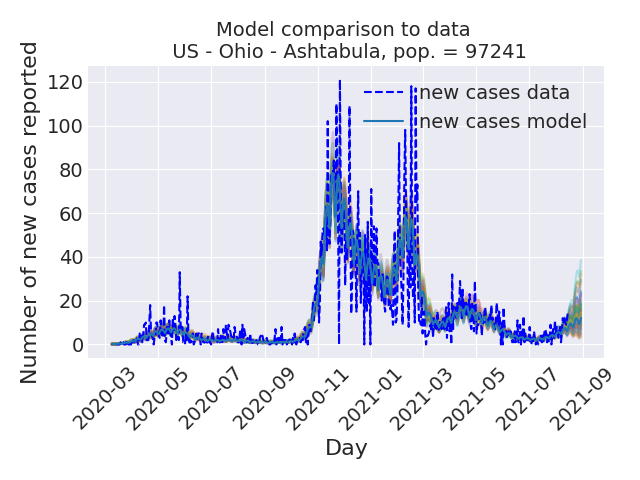 Model comparison to data
US - Ohio - Ashtabula, pop. = 97241
Number of new cases reported
120
100
80
60
40
20
0
new cases data
new cases model
2020-03
2020-05
2020-07
2020-09
2020-11
2021-01
2021-03
2021-05
2021-07
2021-09
Day